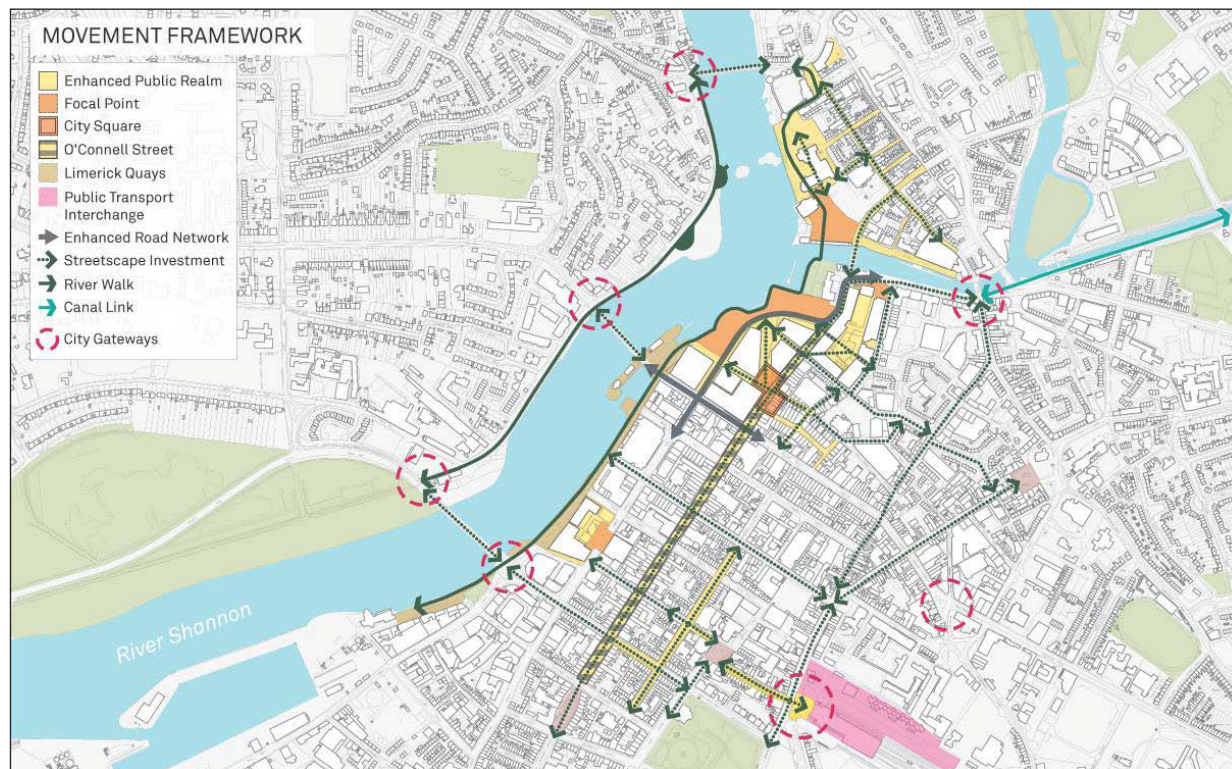 MOVEMENT FRAMEWORK
Enhanced Public Realm
Focal Point
City Square
O'Connell Street
Limerick Quays
Public Transport
Interchange
Enhanced Road Network
Streetscape Investment
River Walk
Canal Link
City Gateways
River Shannon